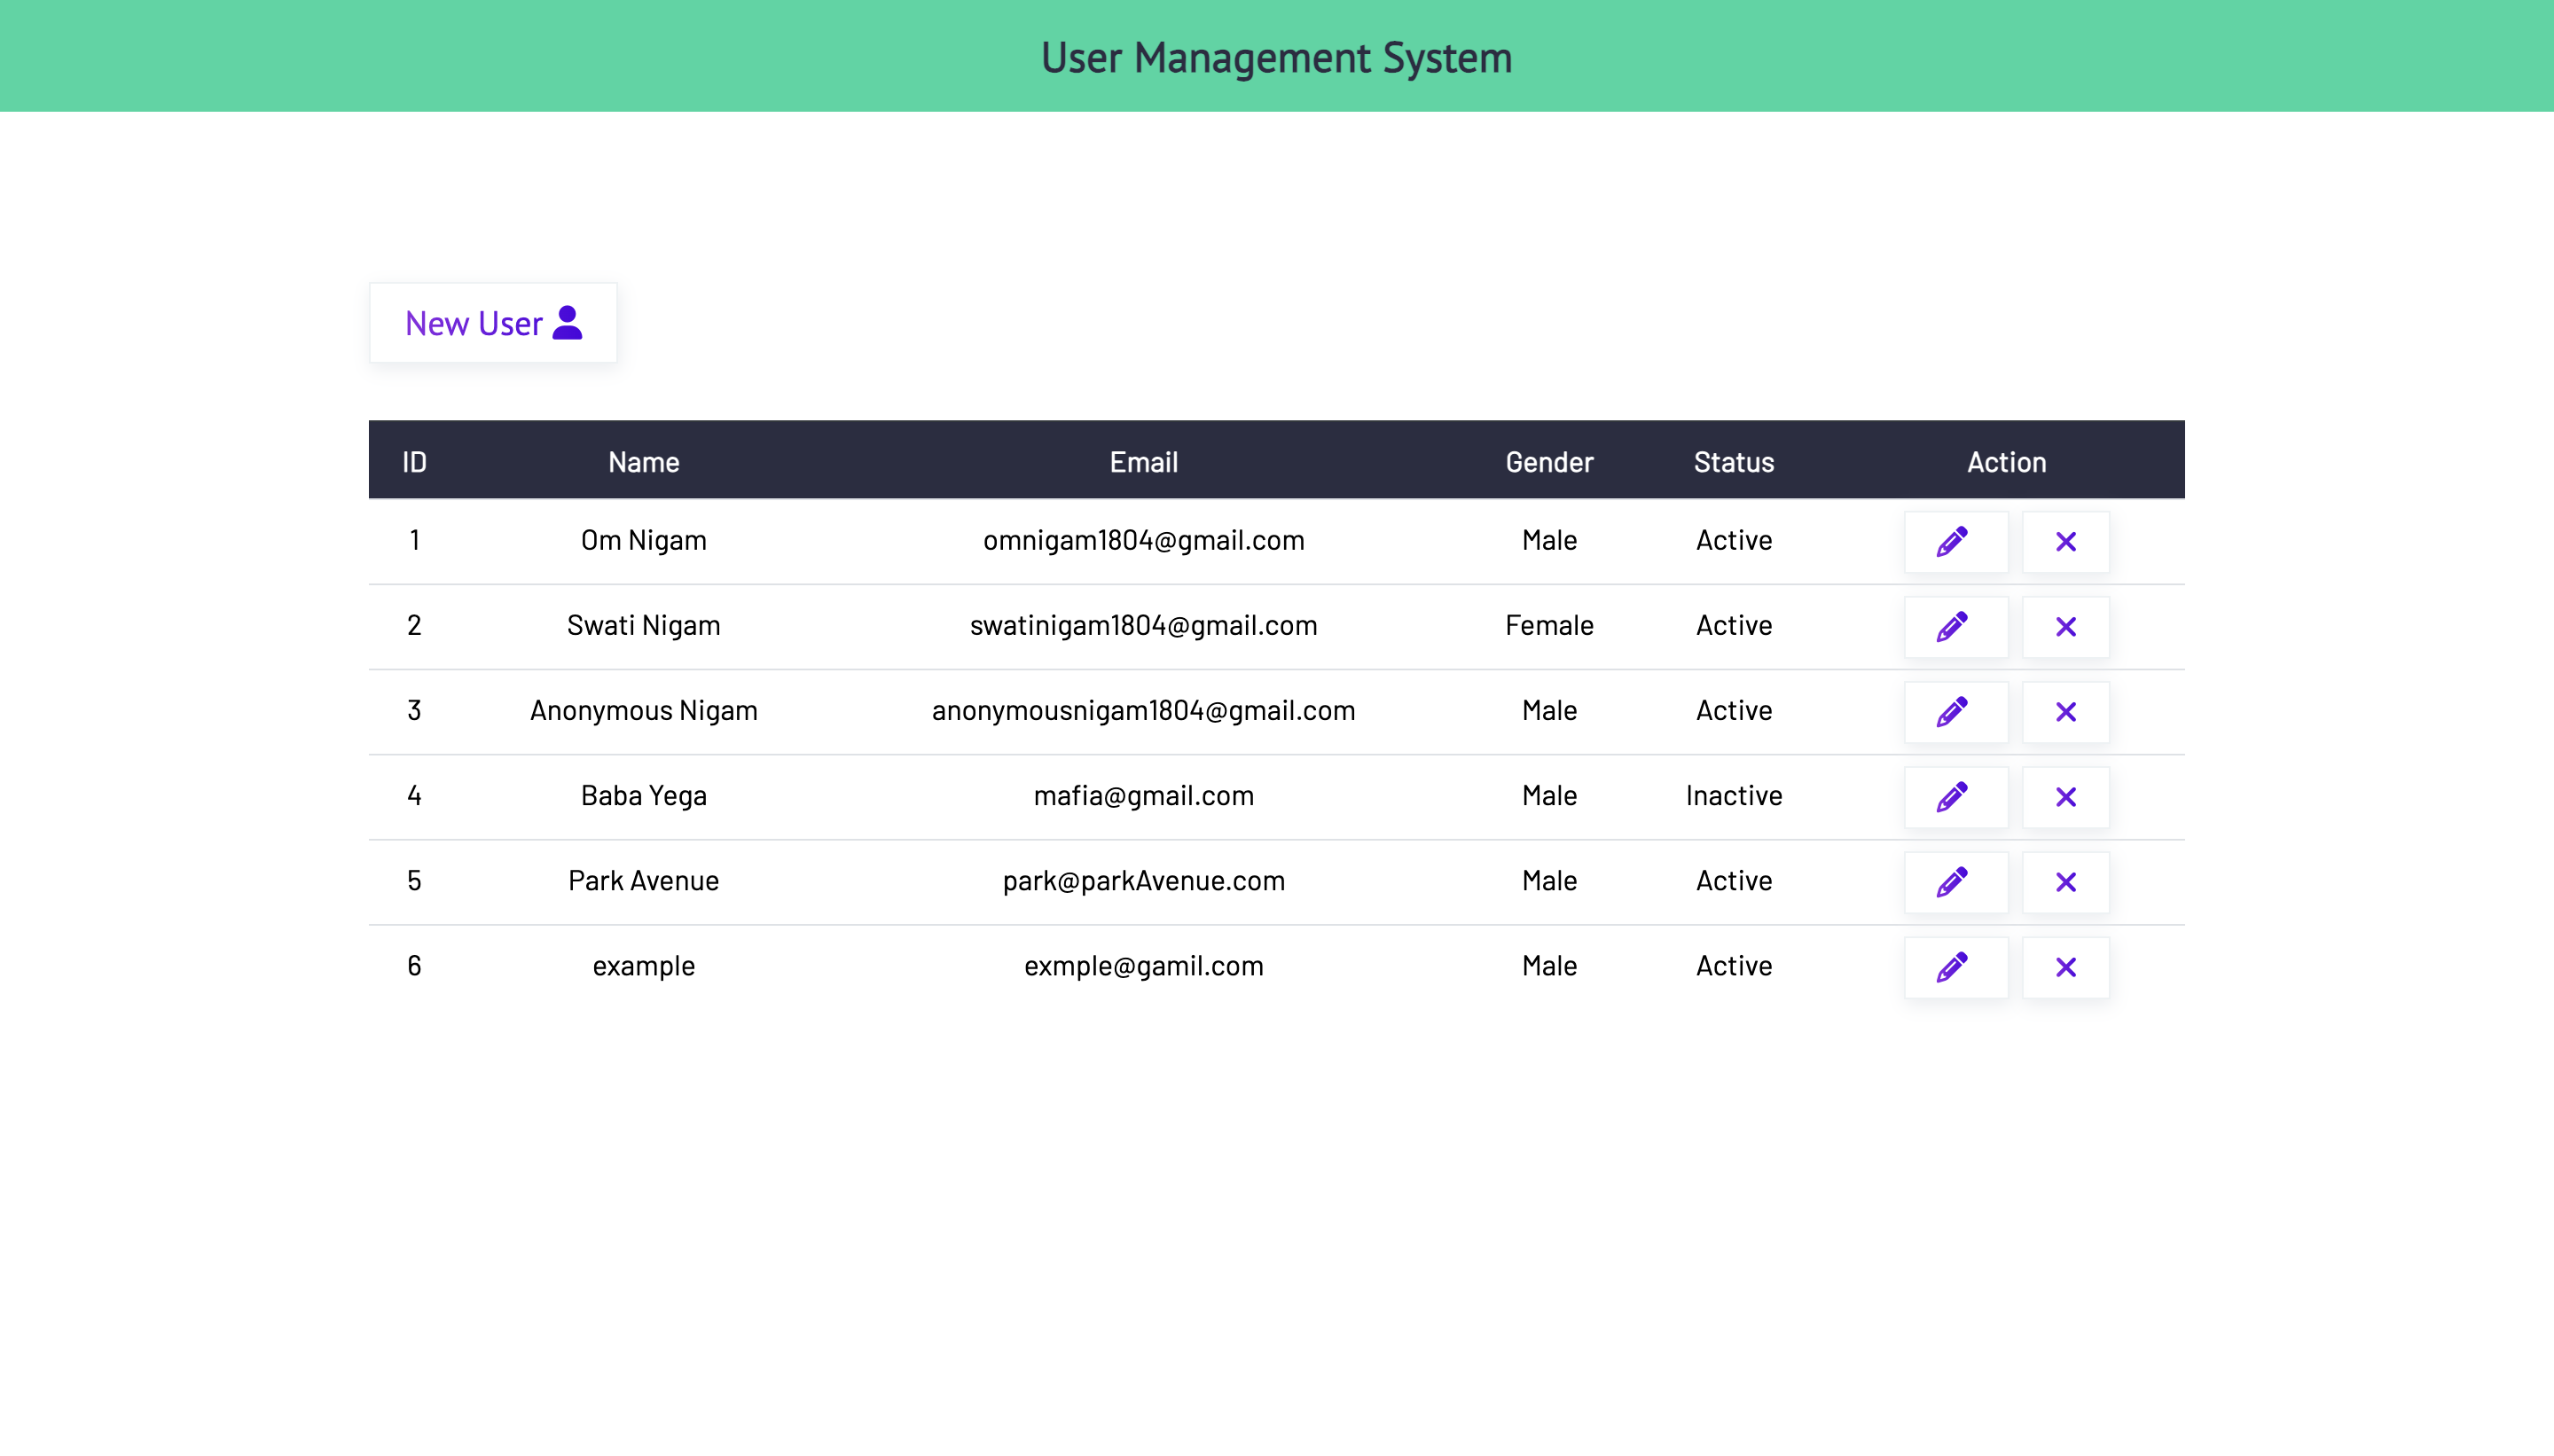 User Management System
New User
ID Name Email Gender Status Action
1 Om Nigam omnigam1804@gmail.com Male Active
2 Swati Nigam swatinigam1804@gmail.com Female Active
3 Anonymous Nigam anonymousnigam1804@gmail.com Male Active
4 Baba Yega mafia@gmail.com Male Inactive
5 Park Avenue park@parkAvenue.com Male Active
6 example exmple@gamil.com Male Active